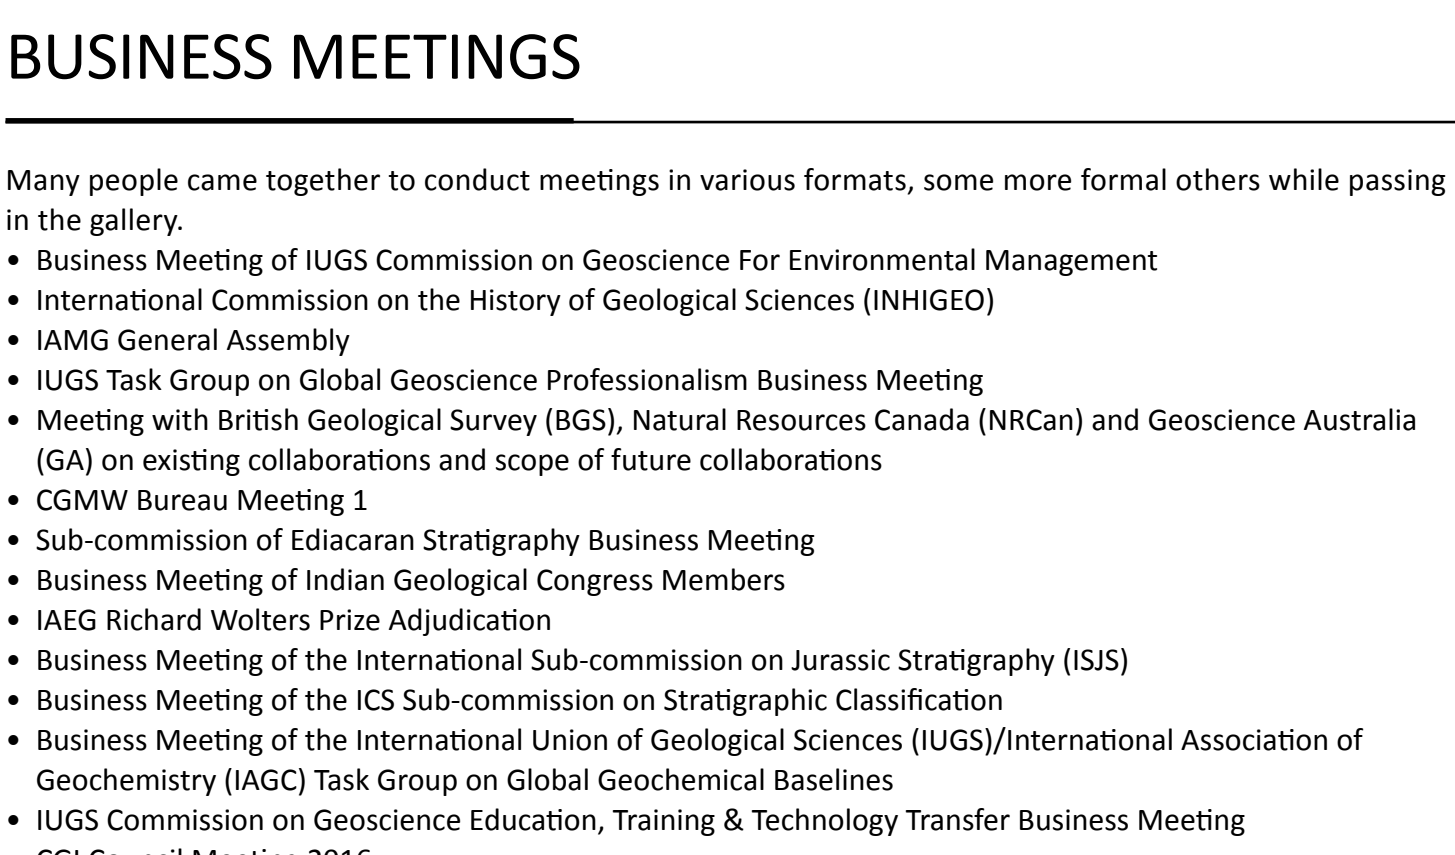 BUSINESS MEETINGS
Many people came together to conduct meetings in various formats, some more formal others while passing
in the gallery.
• Business Meeting of IUGS Commission on Geoscience For Environmental Management
• International Commission on the History of Geological Sciences (INHIGEO)
• IAMG General Assembly
• IUGS Task Group on Global Geoscience Professionalism Business Meeting
• Meeting with British Geological Survey (BGS), Natural Resources Canada (NRCan) and Geoscience Australia
(GA) on existing collaborations and scope of future collaborations
• CGMW Bureau Meeting 1
• Sub-commission of Ediacaran Stratigraphy Business Meeting
• Business Meeting of Indian Geological Congress Members
• IAEG Richard Wolters Prize Adjudication
• Business Meeting of the International Sub-commission on Jurassic Stratigraphy (ISJS)
• Business Meeting of the ICS Sub-commission on Stratigraphic Classification
• Business Meeting of the International Union of Geological Sciences (IUGS)/International Association of
Geochemistry (IAGC) Task Group on Global Geochemical Baselines
• IUGS Commission on Geoscience Education, Training & Technology Transfer Business Meeting
CGI Council Meeting 2016